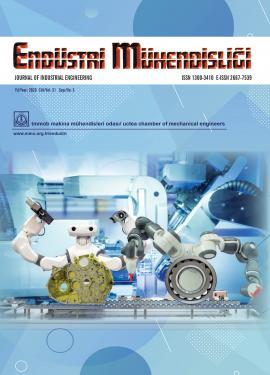 ENDÜSTRİ MÜHENDİSLİĞİ
JOURNAL OF INDUSTRIAL ENGINEERING ISSN 1300-3410 E-ISSN 2667-7539
Yıl/Year: 2020 Cilt/Vol: 31 Sayı/No: 3
tmmob makina mühendisleri odası/ uctea chamber of mechanical engineers
www.mmo.org.tr/endustri